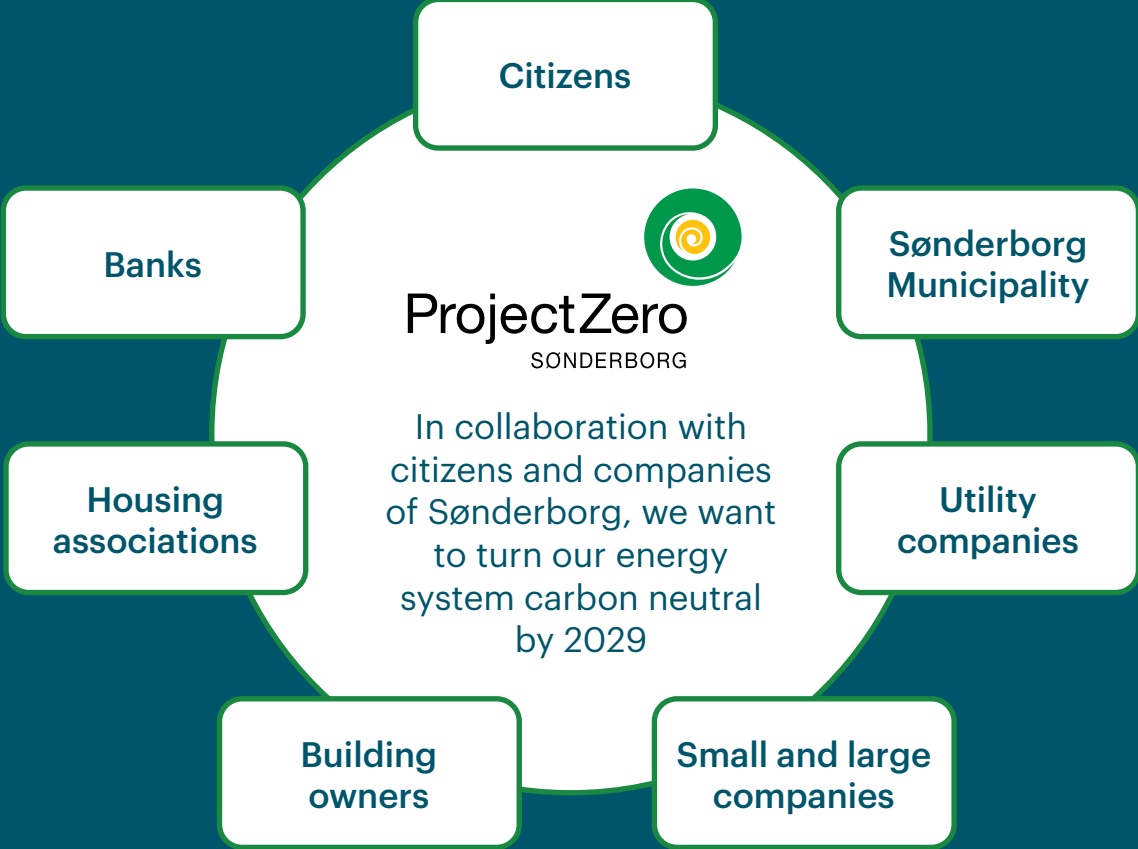 Citizens
Banks
Sønderborg
Municipality
ProjectZero
SØNDERBORG
In collaboration with
citizens and companies
of Sønderborg, we want
to turn our energy
system carbon neutral
by 2029
Housing
associations
Utility
companies
Building
owners
Small and large
companies